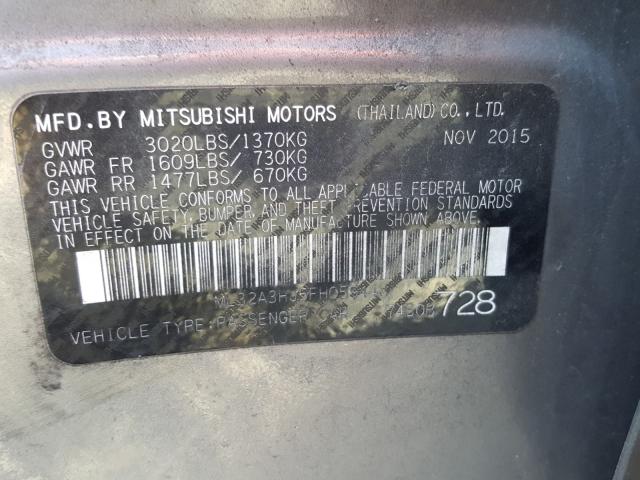 MFD.BY MITSUBISHI MOTORS (THAILAND)CO.,LTD.
GVWR 3020LBS/1370KG NOV 2015
GAWR FR 1609LBS/ 730KG
GAWR RR 1477LBS/ 670KG
THIS VEHICLE CONFORMS TO ALL APPLICABLE FEDERAL MOTOR
VEHICLE SAFETY, BUMPER, AND THEFT PREVENTION STANDARDS
IN EFFECT ON THE DATE OF MANUFACTURE SHOWN ABOVE.
VEHICLE TYPE:PASSENGER CAR 728